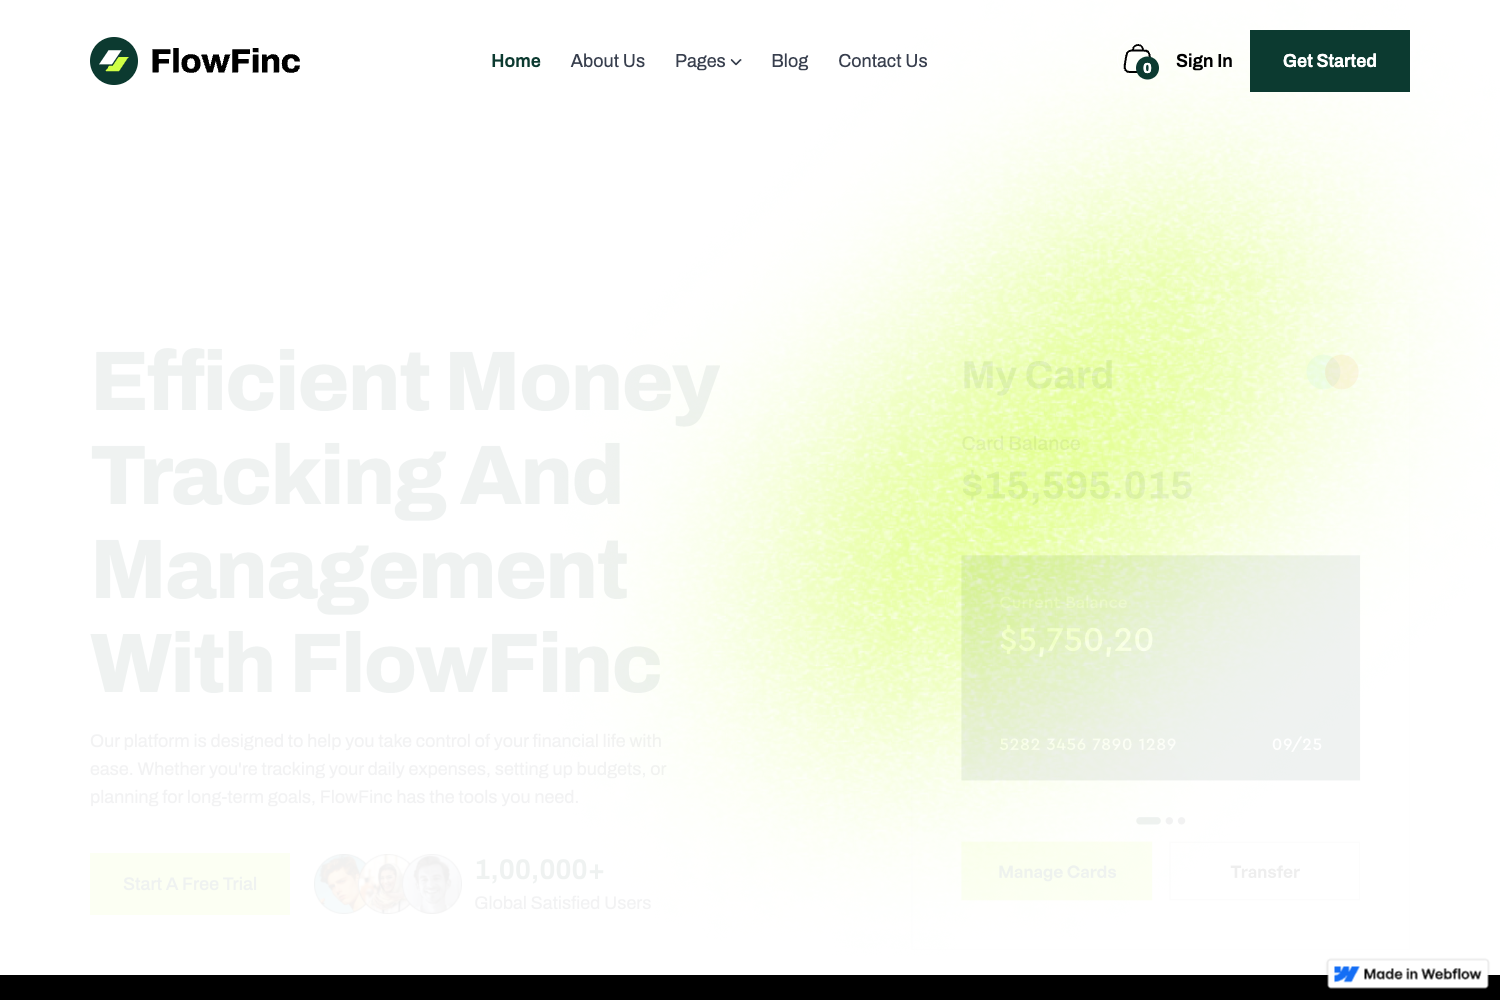 FlowFinc
Home About Us Pages Blog Contact Us
0 Sign In Get Started
Efficient Money
Tracking And
Management
With FlowFinc
Our platform is designed to help you take control of your financial life with
ease. Whether you're tracking your daily expenses, setting up budgets, or
planning for long-term goals, FlowFinc has the tools you need.
Start A Free Trial
1,00,000+
Global Satisfied Users
My Card
Card Balance
$15,595.015
Current Balance
$5,750,20
5282 3456 7890 1289 09/25
Manage Cards Transfer
Made in Webflow